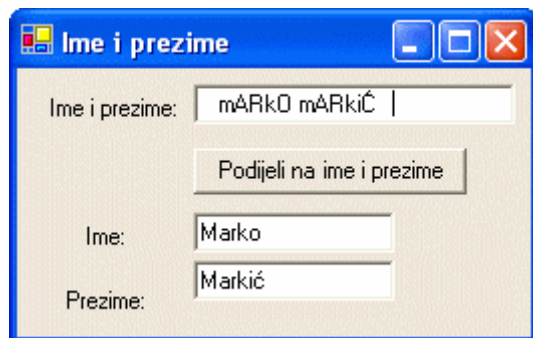 Ime i prezime
Ime i prezime: mARkO mARkiĆ
Podijeli na ime i prezime
Ime: Marko
Prezime: Markić